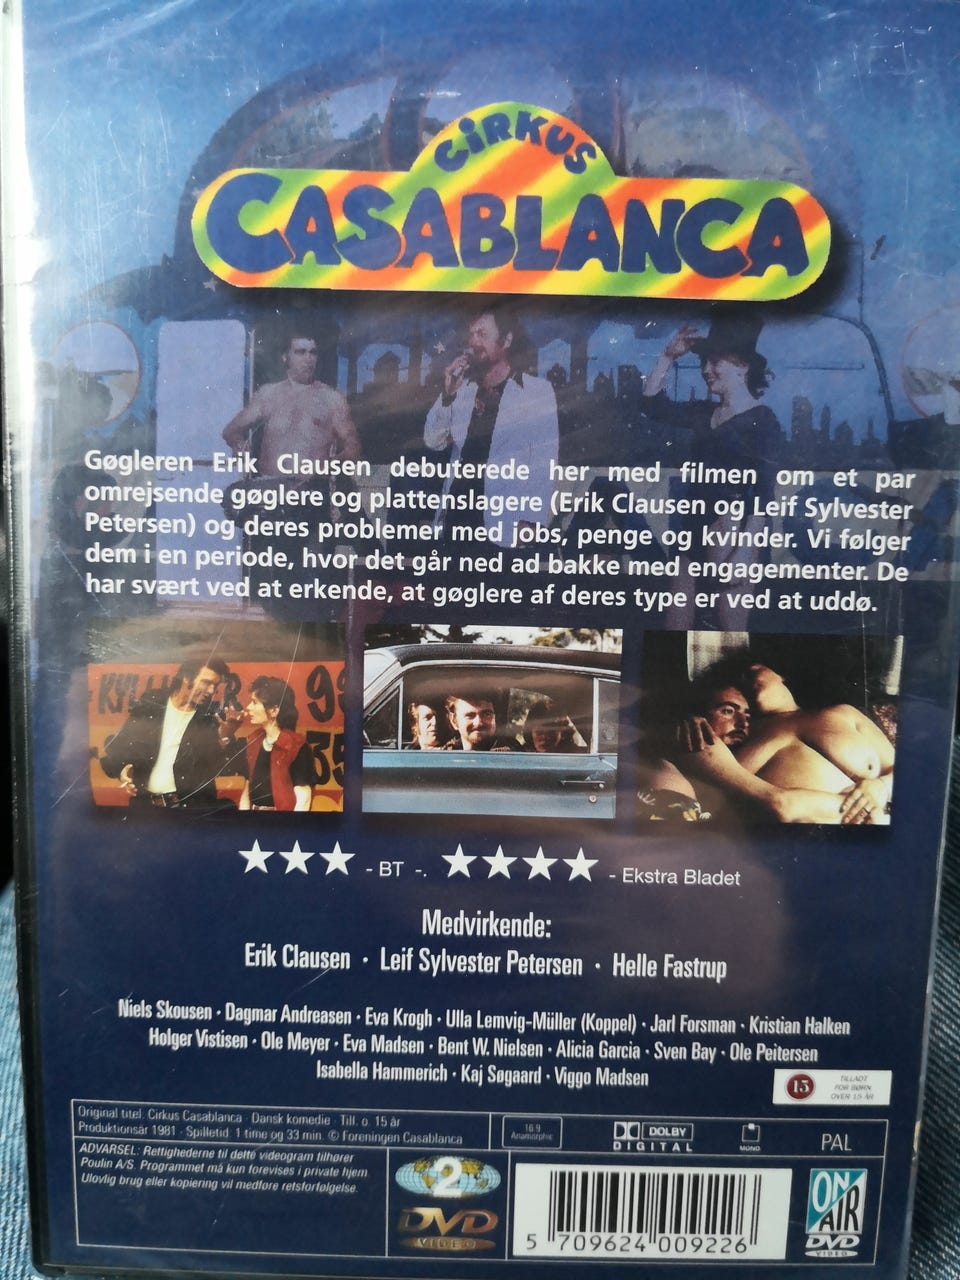 CiRKUS
CASABLANCA
Gøgleren Erik Clausen debuterede her med filmen om et par
omrejsende gøglere og plattenslagere (Erik Clausen og Leif Sylvester
Petersen) og deres problemer med jobs, penge og kvinder. Vi følger
dem i en periode, hvor det går ned ad bakke med engagementer. De
har svært ved at erkende, at gøglere af deres type er ved at uddø.
- BT -.
- Ekstra Bladet
Medvirkende:
Erik Clausen · Leif Sylvester Petersen · Helle Fastrup
Niels Skousen · Dagmar Andreasen · Eva Krogh · Ulla Lemvig-Müller (Koppel) · Jarl Forsman · Kristian Halken
Holger Vistisen · Ole Meyer · Eva Madsen · Bent W. Nielsen · Alicia Garcia · Sven Bay · Ole Peitersen
Isabella Hammerich · Kaj Søgaard · Viggo Madsen
15
TILLADT
FOR BØRN
OVER 15 ÅR
Original titel: Cirkus Casablanca · Dansk komedie · Till. o. 15 år
Produktionsår 1981 · Spilletid: 1 time og 33 min. © Foreningen Casablanca
16:9
Anamorphic
DOLBY
DIGITAL
MONO
PAL
ADVARSEL: Rettighederne til dette videogram tilhører
Poulin A/S. Programmet må kun forevises i private hjem.
Ulovlig brug eller kopiering vil medføre retsforfølgelse.
2
DVD
VIDEO
5 709624 009226
ON
AIR
DVD
VIDEO